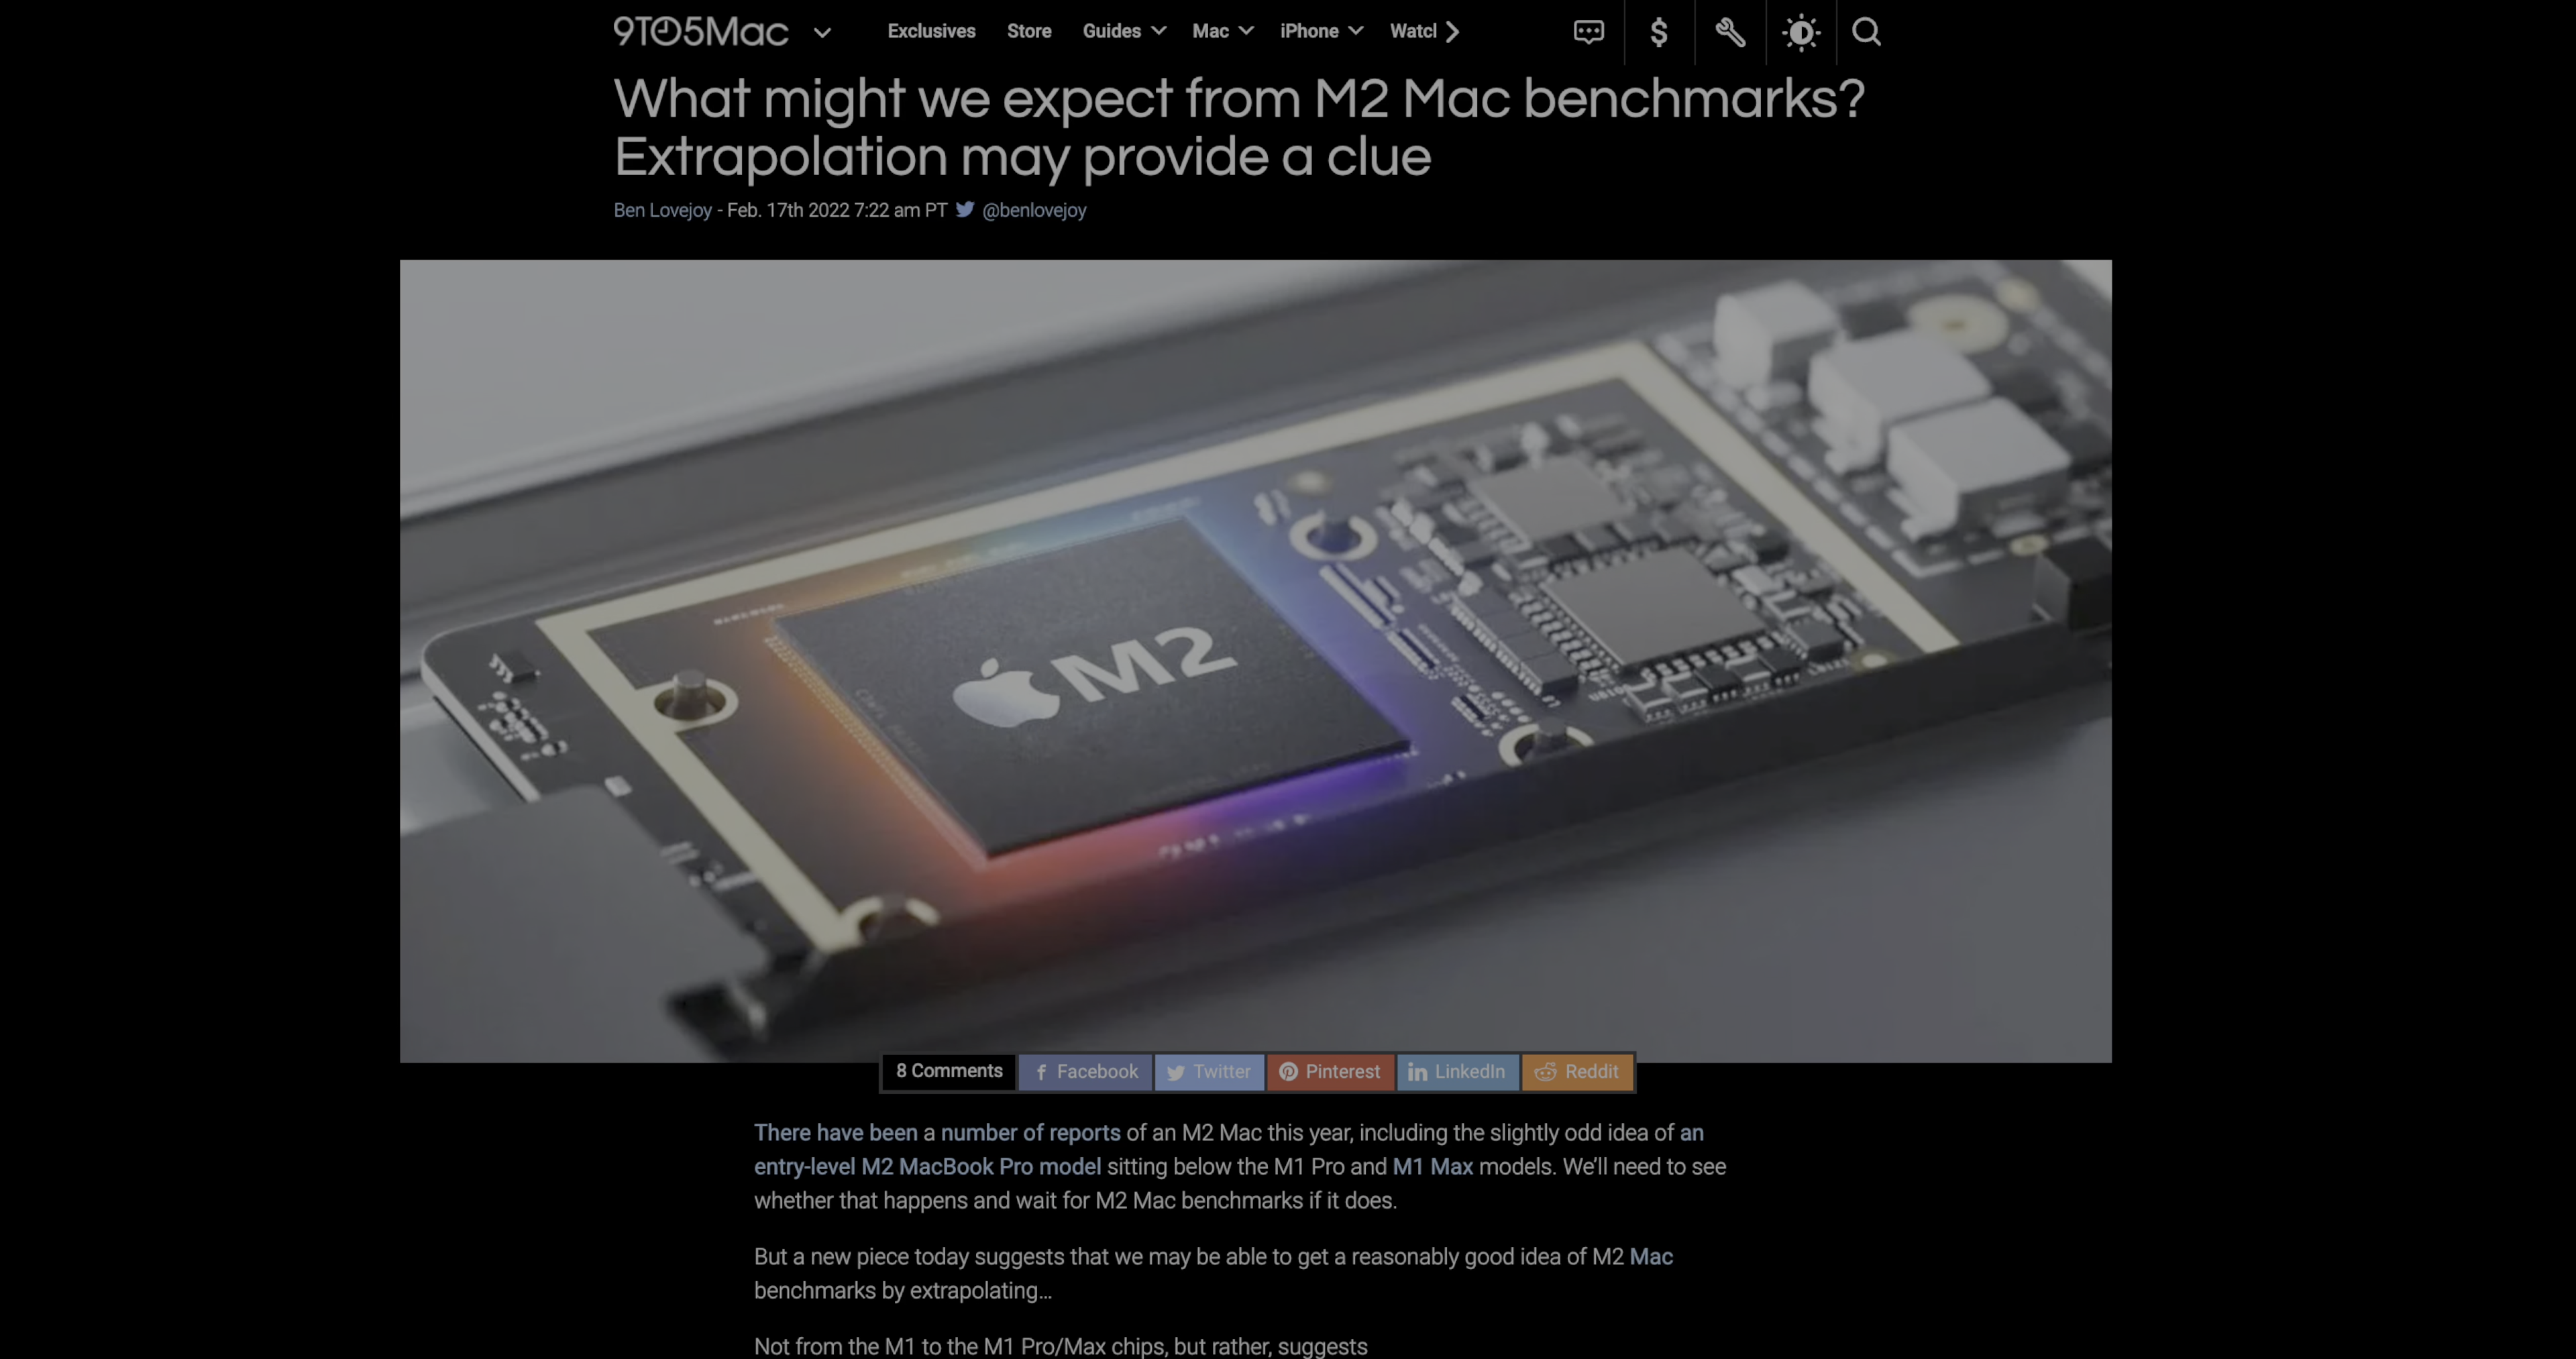 9TO5Mac
Exclusives Store Guides Mac iPhone Watcl
What might we expect from M2 Mac benchmarks?
Extrapolation may provide a clue
Ben Lovejoy - Feb. 17th 2022 7:22 am PT @benlovejoy
M2
8 Comments Facebook Twitter Pinterest LinkedIn Reddit
There have been a number of reports of an M2 Mac this year, including the slightly odd idea of an
entry-level M2 MacBook Pro model sitting below the M1 Pro and M1 Max models. We’ll need to see
whether that happens and wait for M2 Mac benchmarks if it does.
But a new piece today suggests that we may be able to get a reasonably good idea of M2 Mac
benchmarks by extrapolating…
Not from the M1 to the M1 Pro/Max chips, but rather, suggests